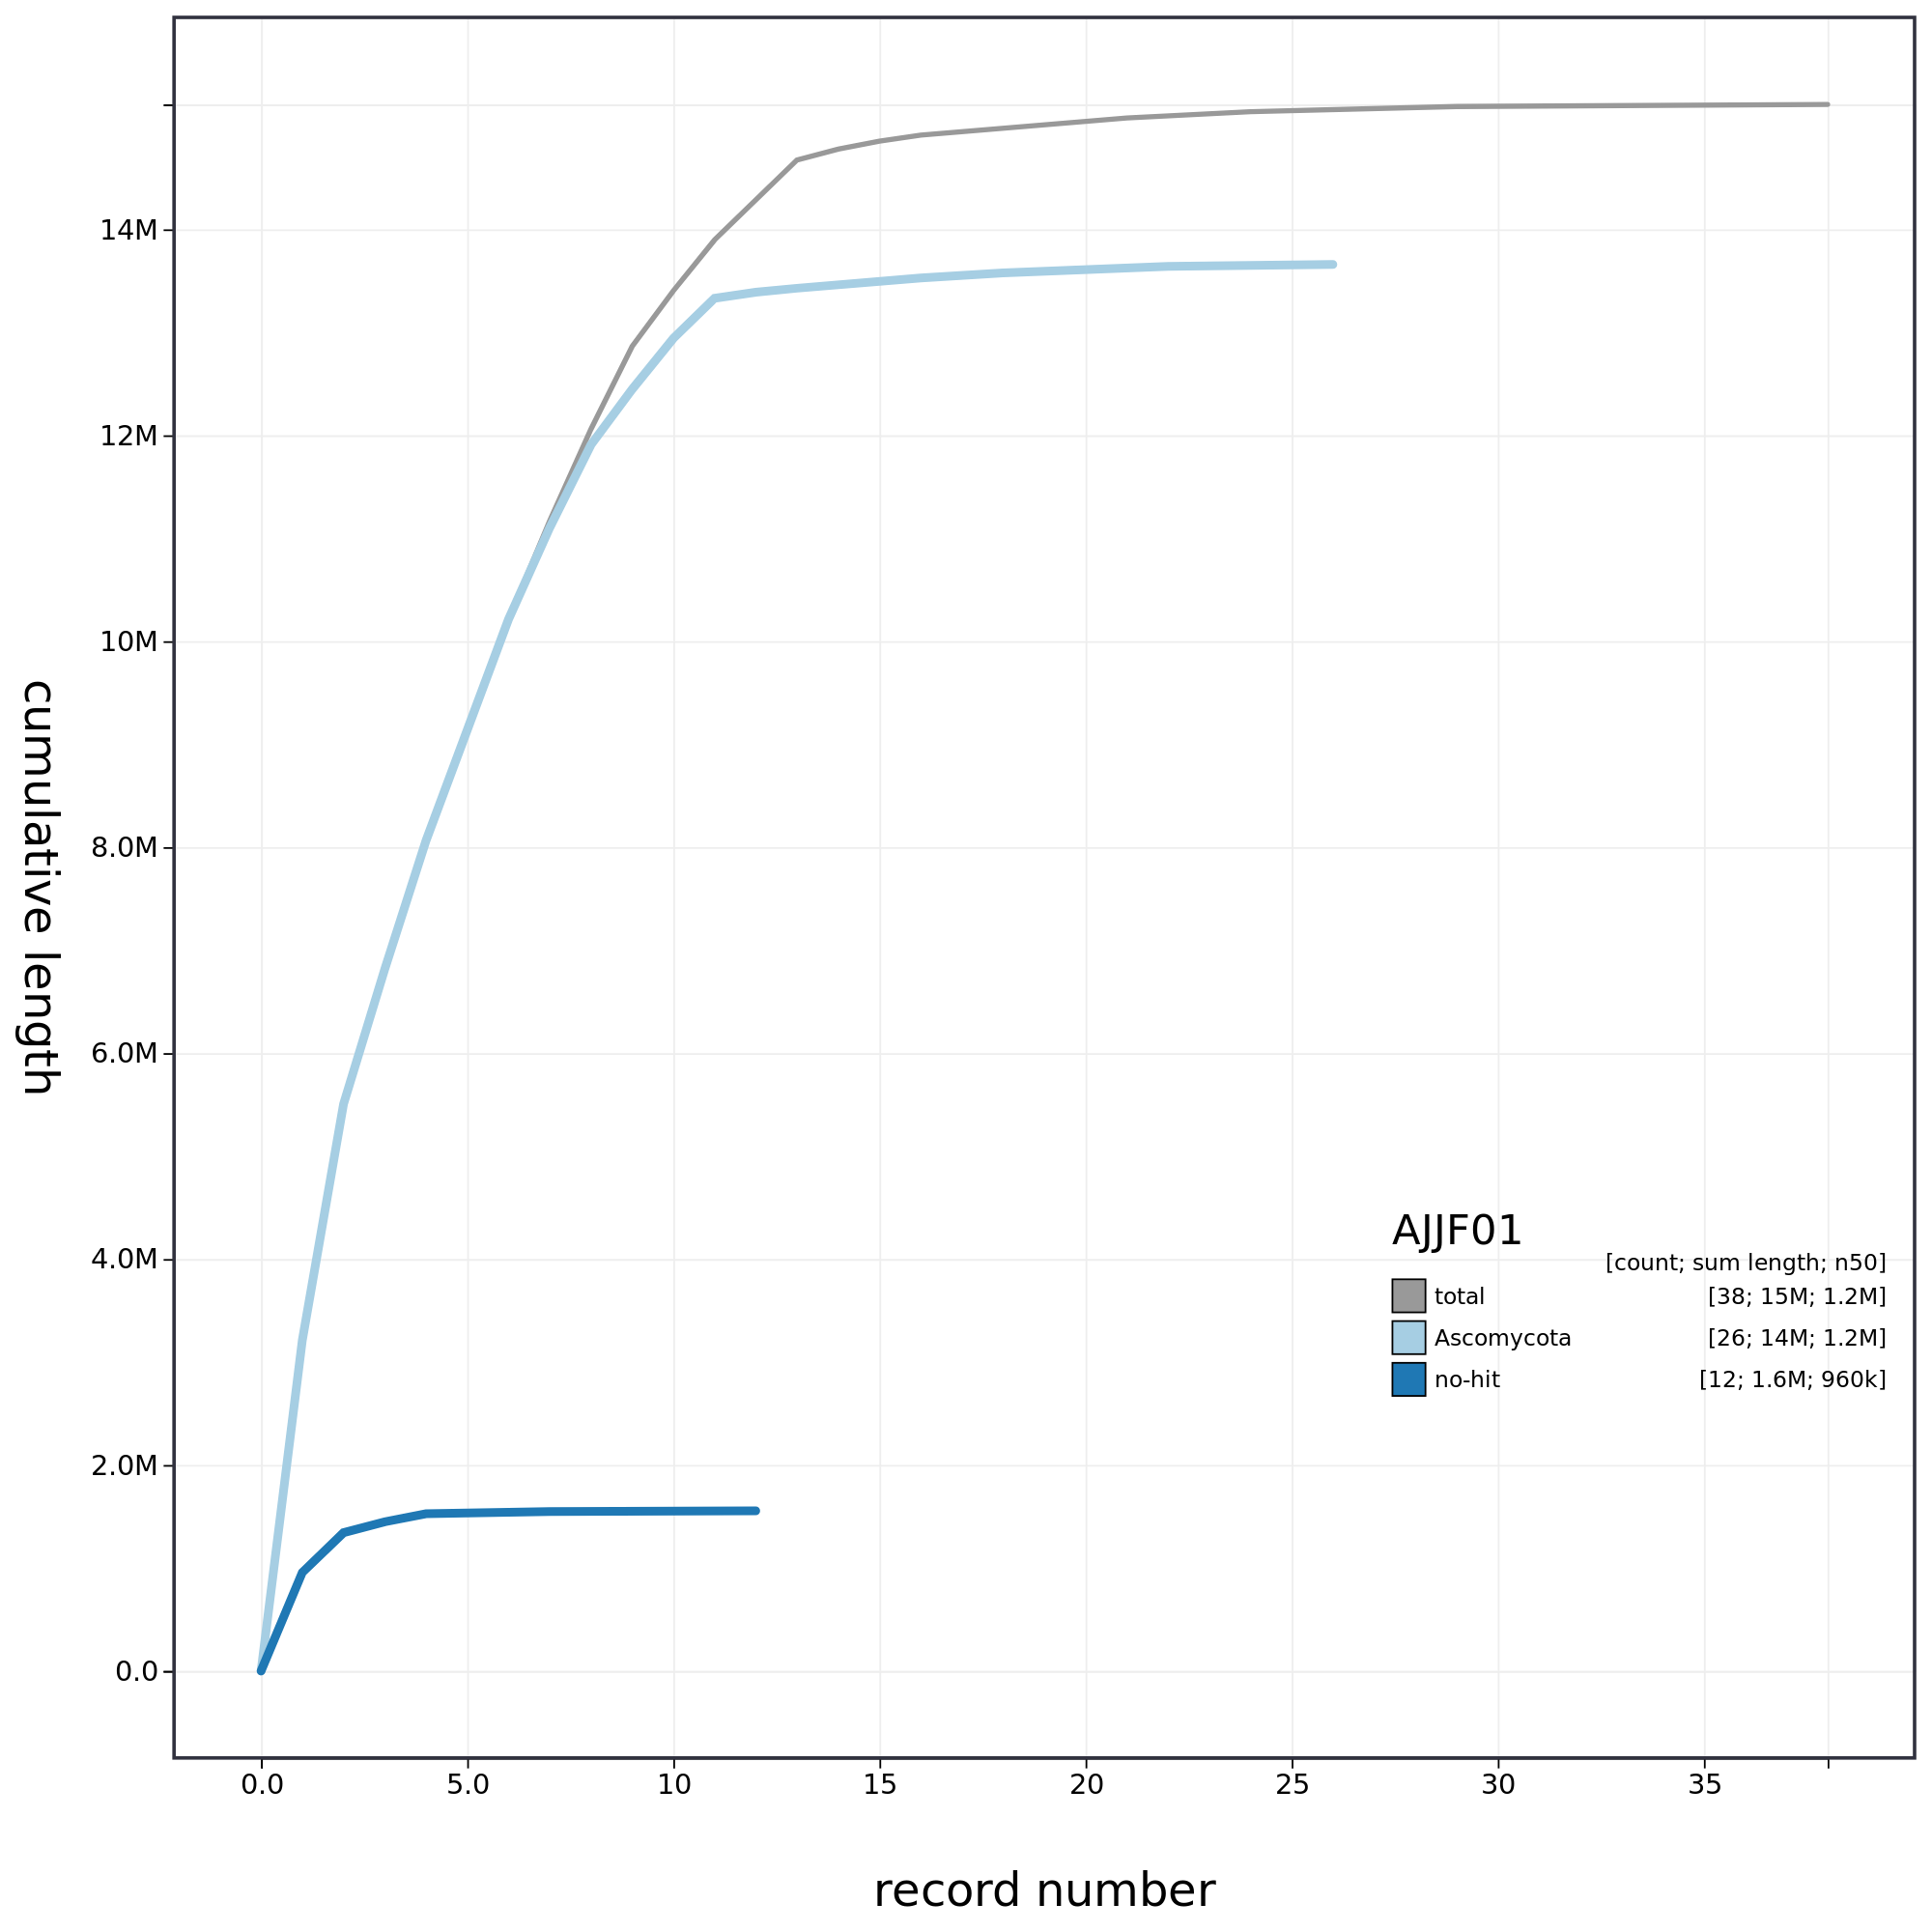 14M
12M
10M
8.0M
6.0M
4.0M
2.0M
0.0
cumulative length
AJJF01
[count; sum length; n50]
total [38; 15M; 1.2M]
Ascomycota [26; 14M; 1.2M]
no-hit [12; 1.6M; 960k]
0.0 5.0 10 15 20 25 30 35
record number